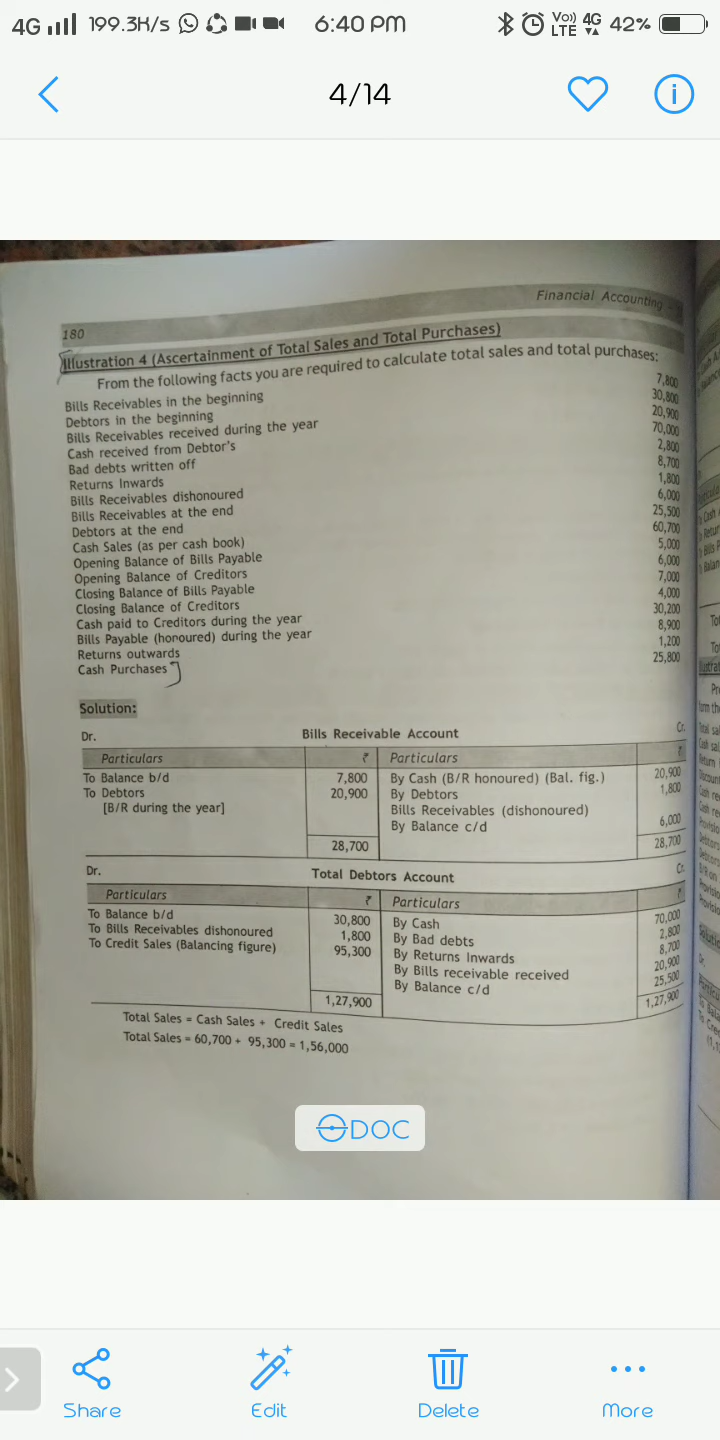 4G 199.3K/s 6:40 PM Vo)) LTE 4G 42%
4/14
180
Financial Accounting
Illustration 4 (Ascertainment of Total Sales and Total Purchases)
From the following facts you are required to calculate total sales and total purchases:
Bills Receivables in the beginning 7,800
Debtors in the beginning 30,800
Bills Receivables received during the year 20,900
Cash received from Debtor's 70,000
Bad debts written off 2,800
Returns Inwards 8,700
Bills Receivables dishonoured 1,800
Bills Receivables at the end 6,000
Debtors at the end 25,500
Cash Sales (as per cash book) 60,700
Opening Balance of Bills Payable 5,000
Opening Balance of Creditors 6,000
Closing Balance of Bills Payable 7,000
Closing Balance of Creditors 4,000
Cash paid to Creditors during the year 30,200
Bills Payable (honoured) during the year 8,900
Returns outwards 1,200
Cash Purchases 25,800
Solution:
Dr. Bills Receivable Account Cr.
Particulars ₹ Particulars ₹
To Balance b/d 7,800 By Cash (B/R honoured) (Bal. fig.) 20,900
To Debtors 20,900 By Debtors 1,800
[B/R during the year] Bills Receivables (dishonoured)
By Balance c/d 6,000
28,700 28,700
Dr. Total Debtors Account Cr.
Particulars ₹ Particulars ₹
To Balance b/d 30,800 By Cash 70,000
To Bills Receivables dishonoured 1,800 By Bad debts 2,800
To Credit Sales (Balancing figure) 95,300 By Returns Inwards 8,700
By Bills receivable received 20,900
By Balance c/d 25,500
1,27,900 1,27,900
Total Sales = Cash Sales + Credit Sales
Total Sales = 60,700 + 95,300 = 1,56,000
DOC
Share Edit Delete More